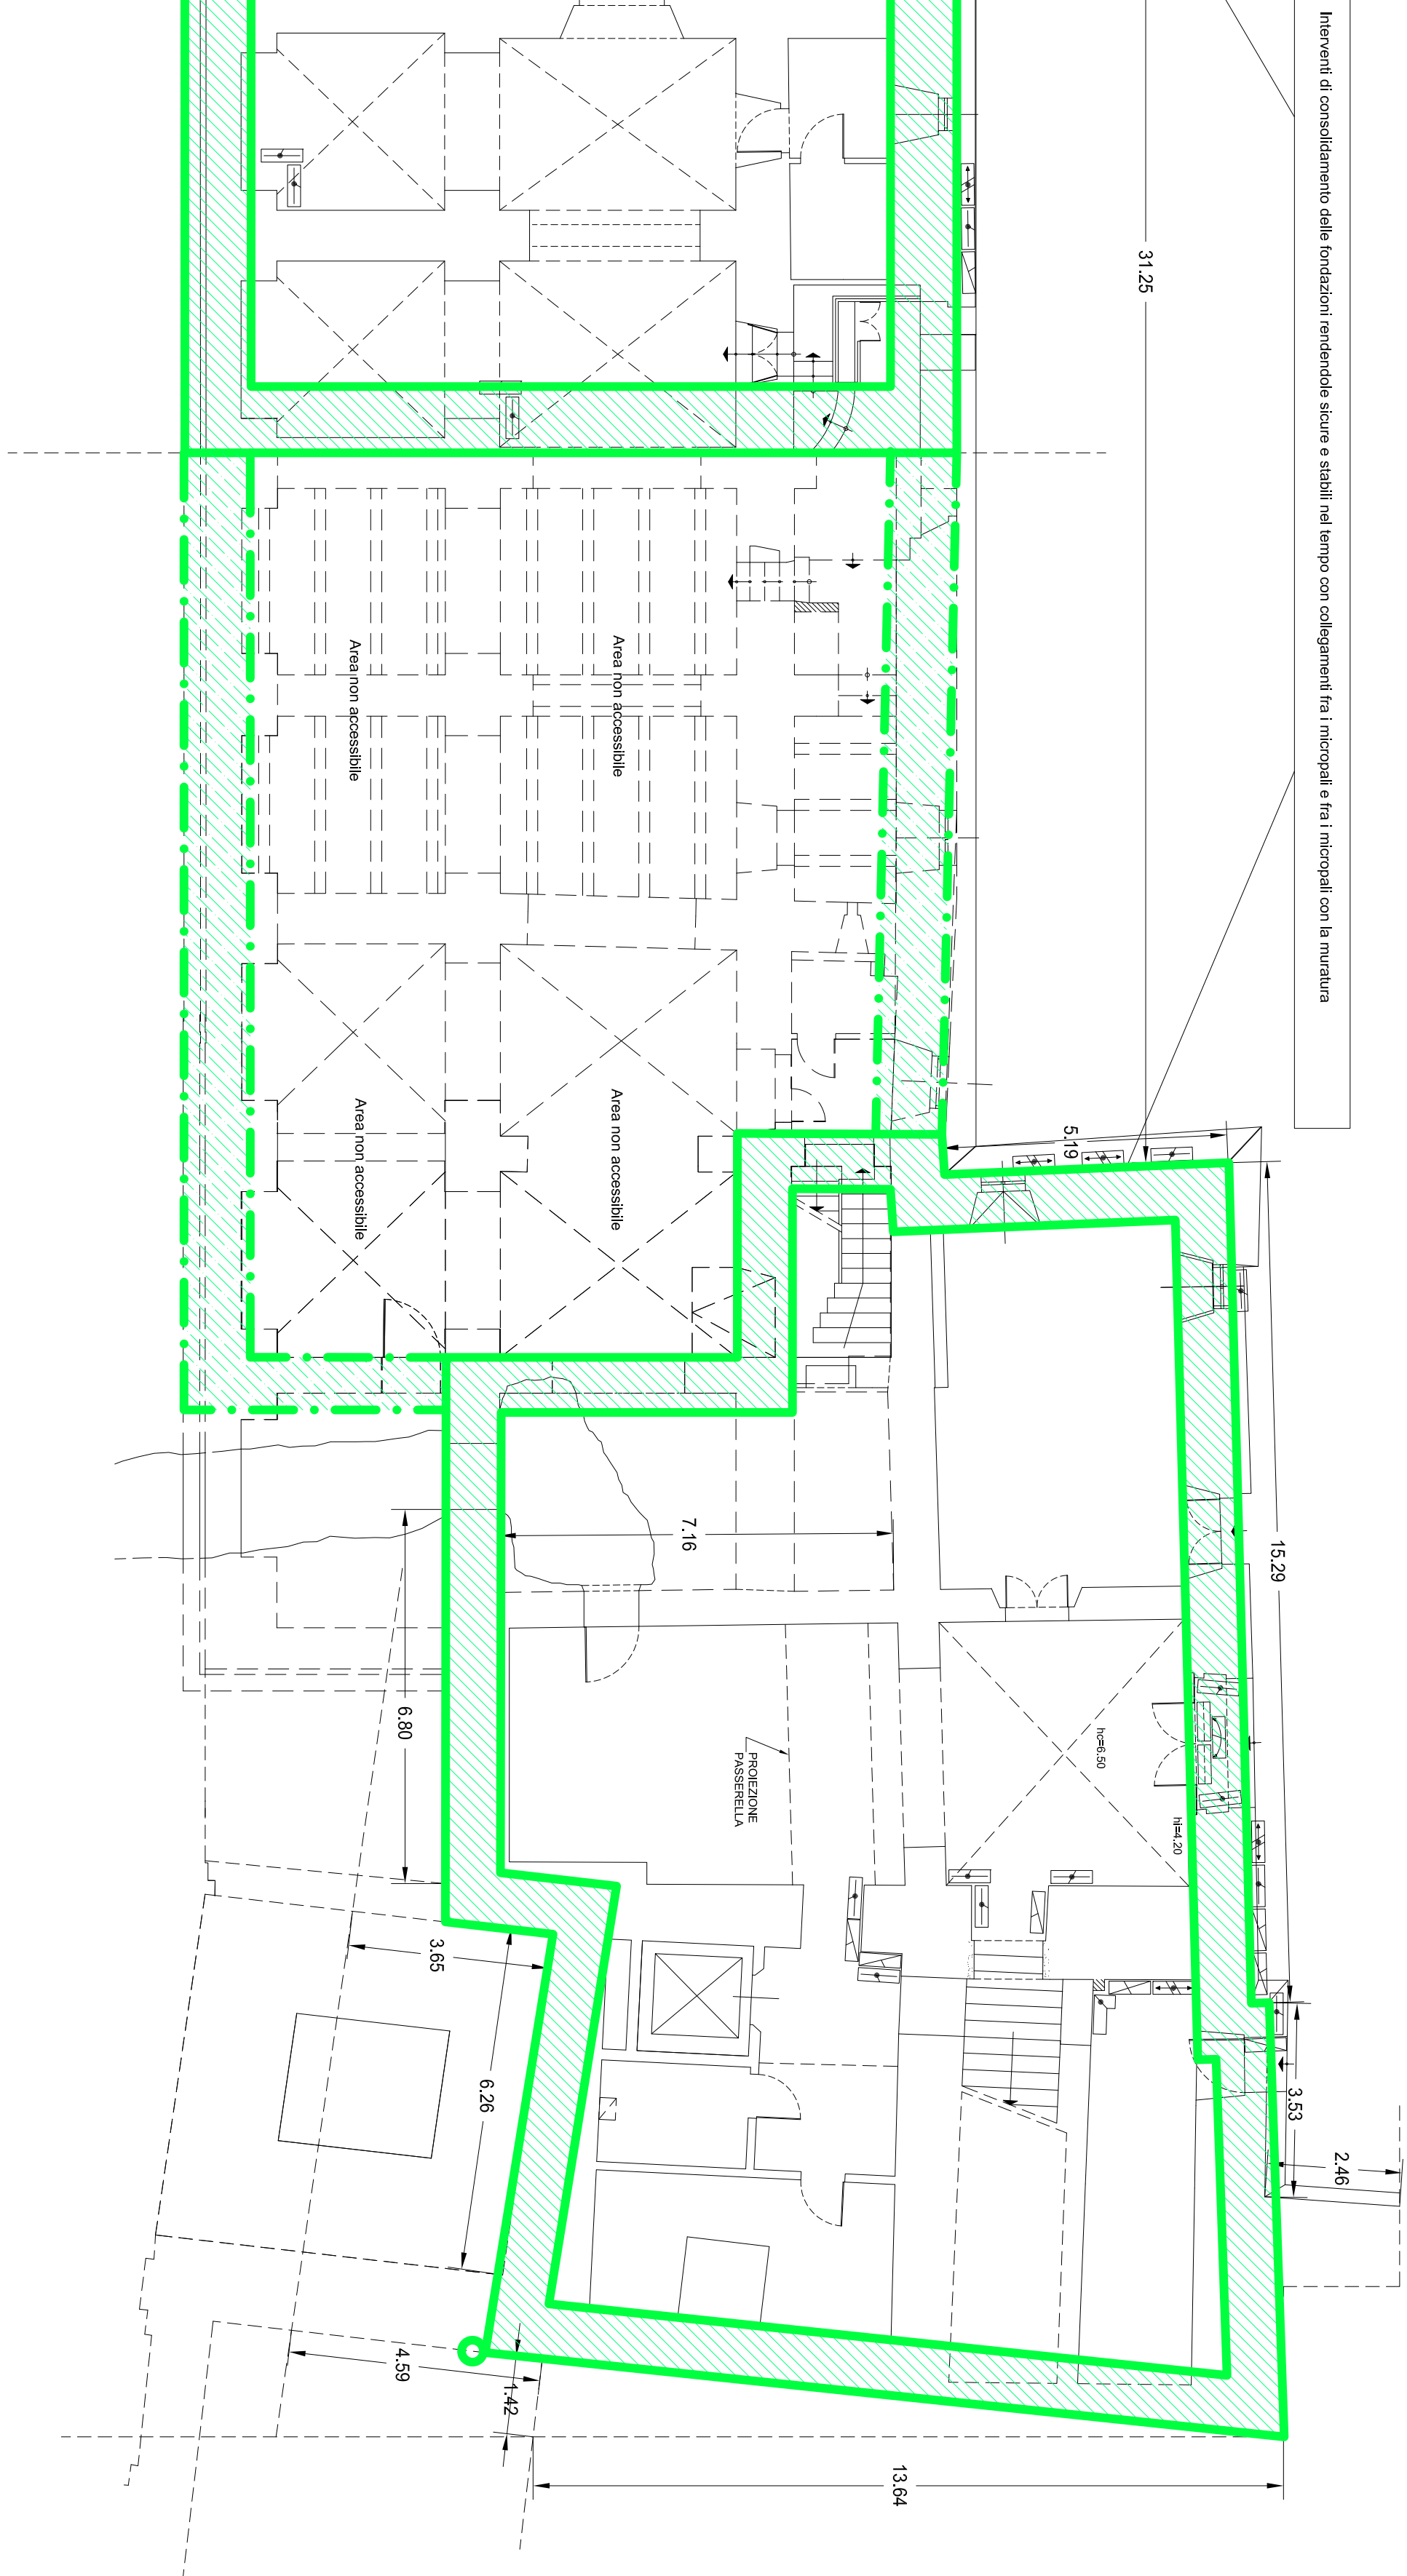 Interventi di consolidamento delle fondazioni rendendole sicure e stabili nel tempo con collegamenti fra i micropali e fra i micropali con la muratura
31.25
5.19
15.29
3.53
2.46
Area non accessibile
Area non accessibile
Area non accessibile
Area non accessibile
7.16
hc=6.50
hi=4.20
PROIEZIONE
PASSERELLA
6.80
3.65
6.26
4.59
1.42
13.64